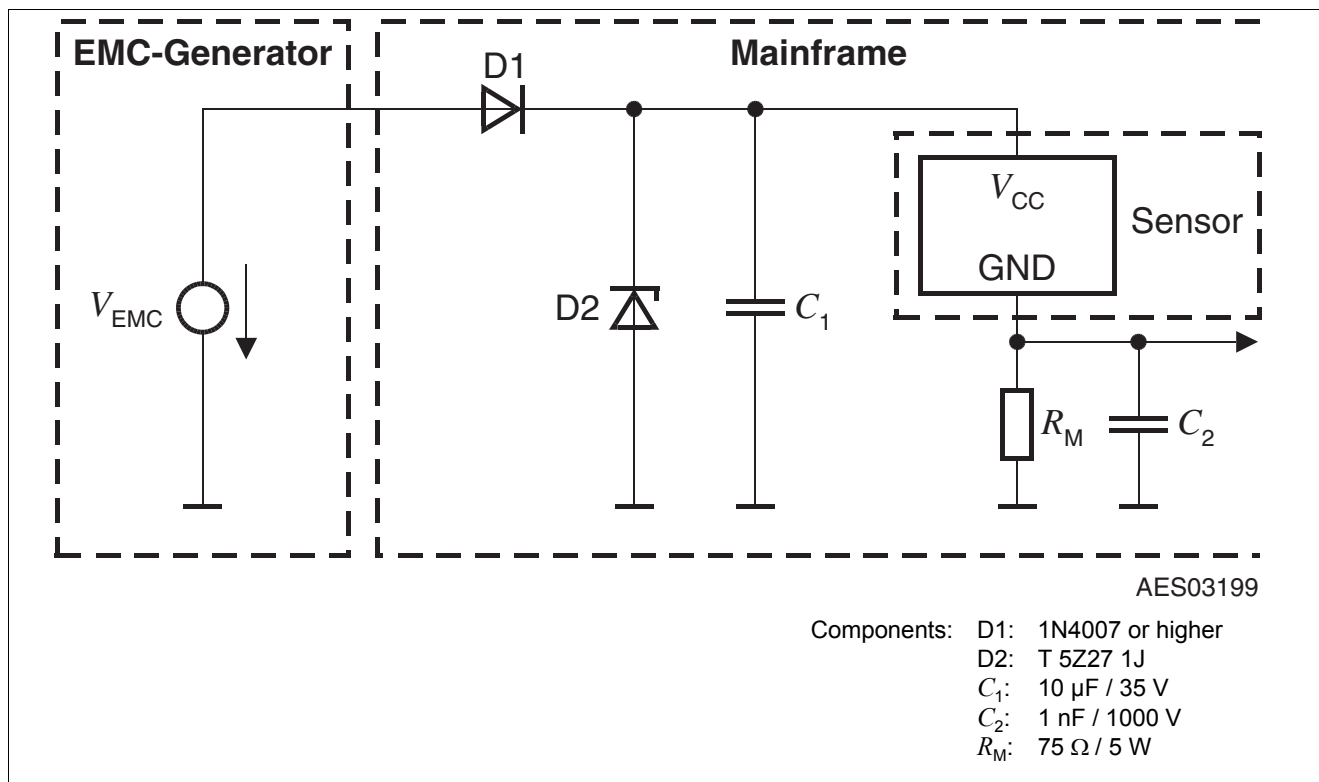 EMC-Generator
Mainframe
D1
V_CC
Sensor
GND
V_EMC
D2
C_1
R_M
C_2
AES03199
Components: D1: 1N4007 or higher
D2: T 5Z27 1J
C_1: 10 µF / 35 V
C_2: 1 nF / 1000 V
R_M: 75 Ω / 5 W